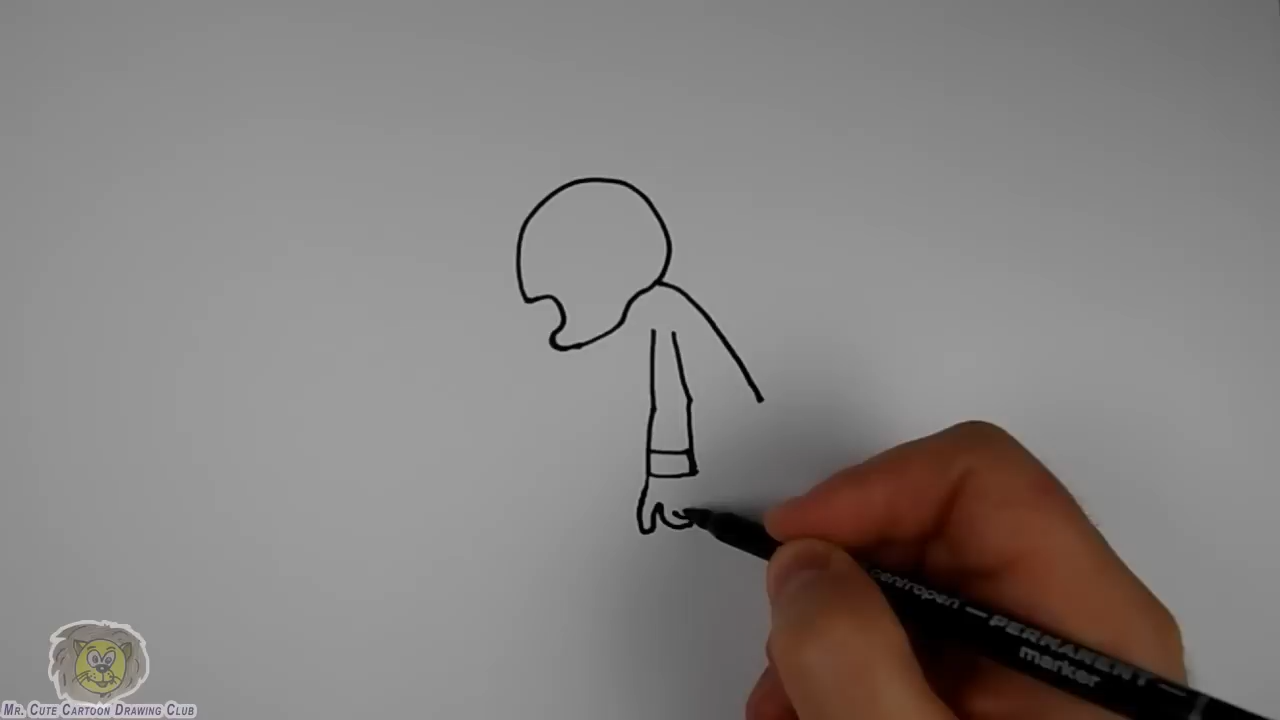 centropen — PERMANENT —
marker
Mr. Cute Cartoon Drawing Club